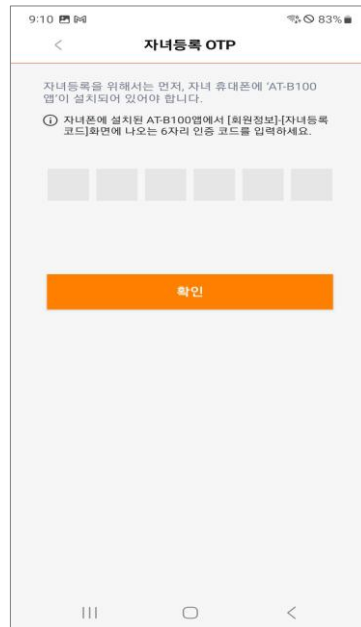 9:10 83%
자녀등록 OTP
자녀등록을 위해서는 먼저, 자녀 휴대폰에 'AT-B100
앱'이 설치되어 있어야 합니다.
자녀폰에 설치된 AT-B100앱에서 [회원정보]-[자녀등록
코드]화면에 나오는 6자리 인증 코드를 입력하세요.
확인